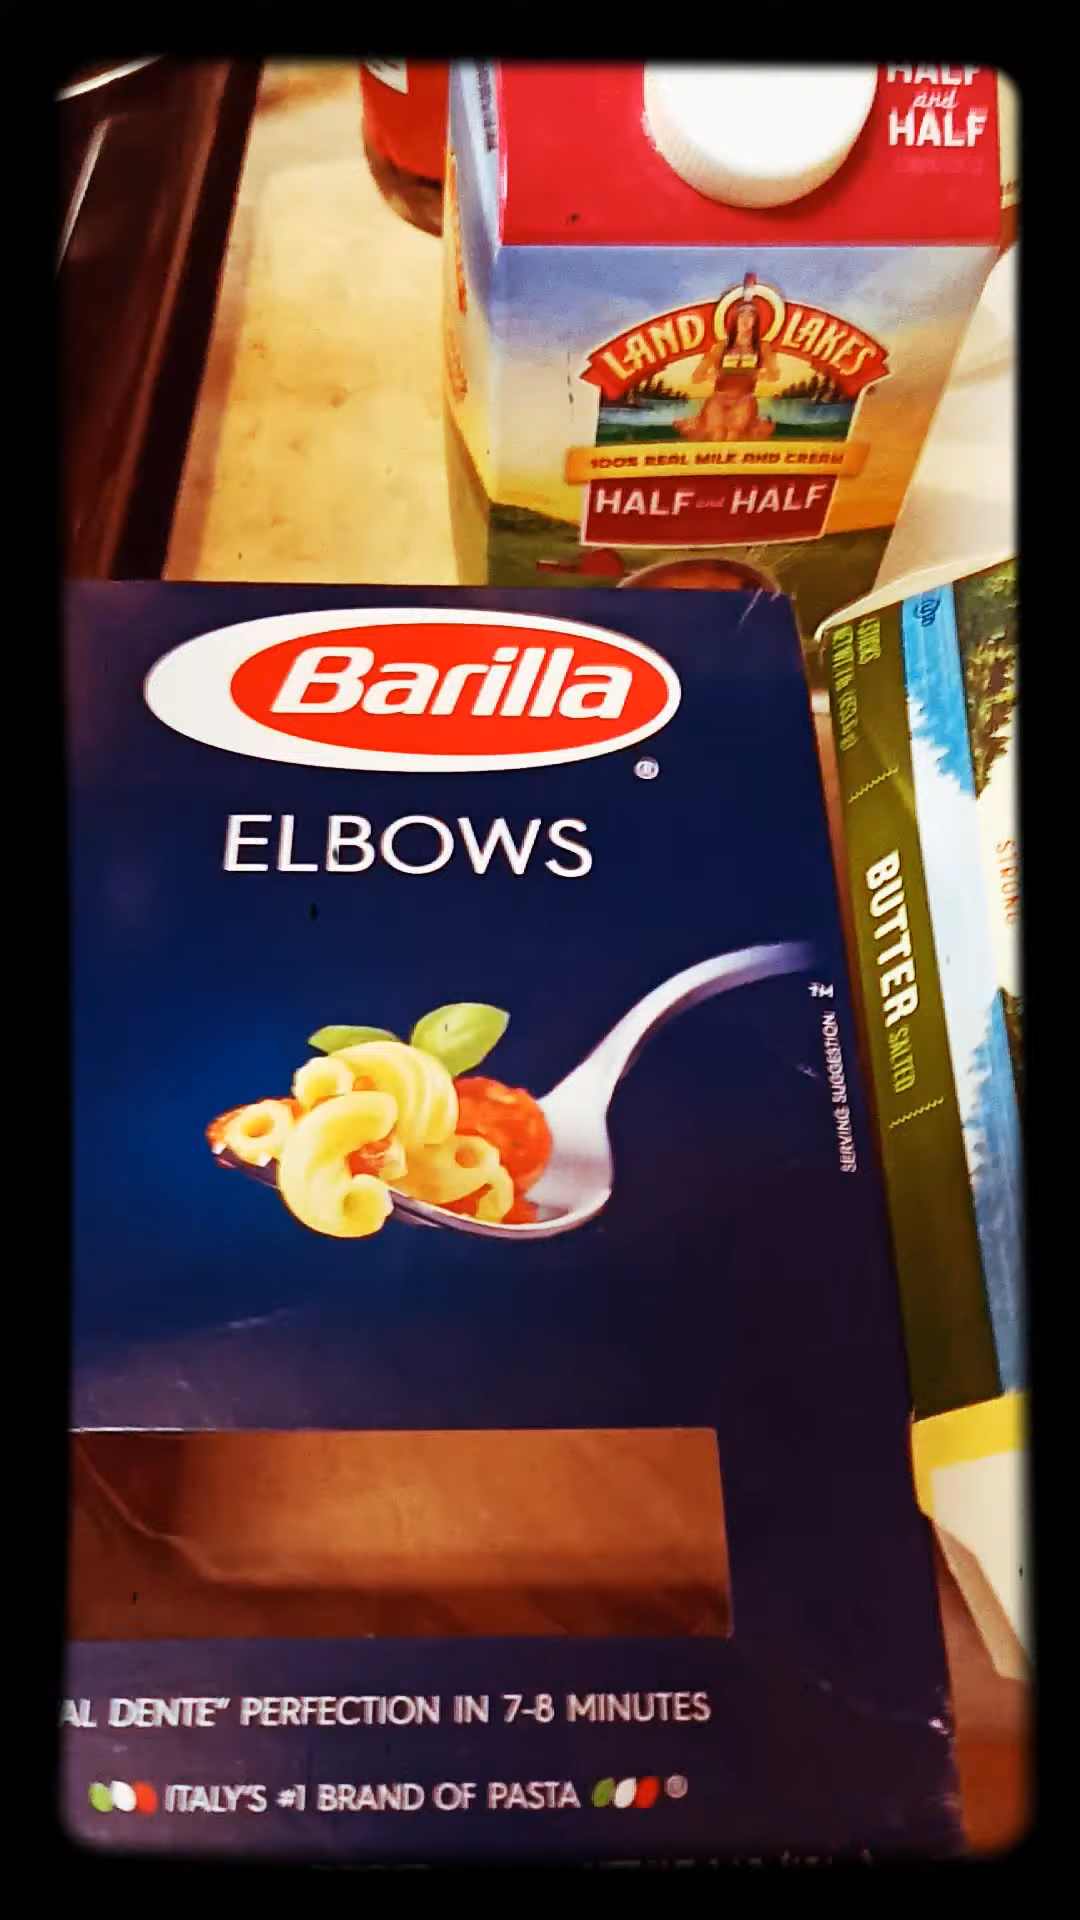 HALF
and
HALF
LAND O LAKES
100% REAL MILK AND CREAM
HALF and HALF
Barilla
®
ELBOWS
SERVING SUGGESTION
TM
BUTTER SALTED
STRONG
AL DENTE" PERFECTION IN 7-8 MINUTES
ITALY'S #1 BRAND OF PASTA ®